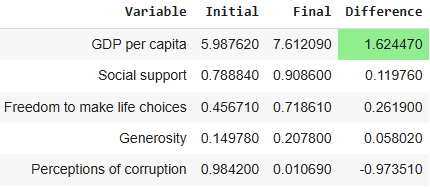 Variable Initial Final Difference
GDP per capita 5.987620 7.612090 1.624470
Social support 0.788840 0.908600 0.119760
Freedom to make life choices 0.456710 0.718610 0.261900
Generosity 0.149780 0.207800 0.058020
Perceptions of corruption 0.984200 0.010690 -0.973510